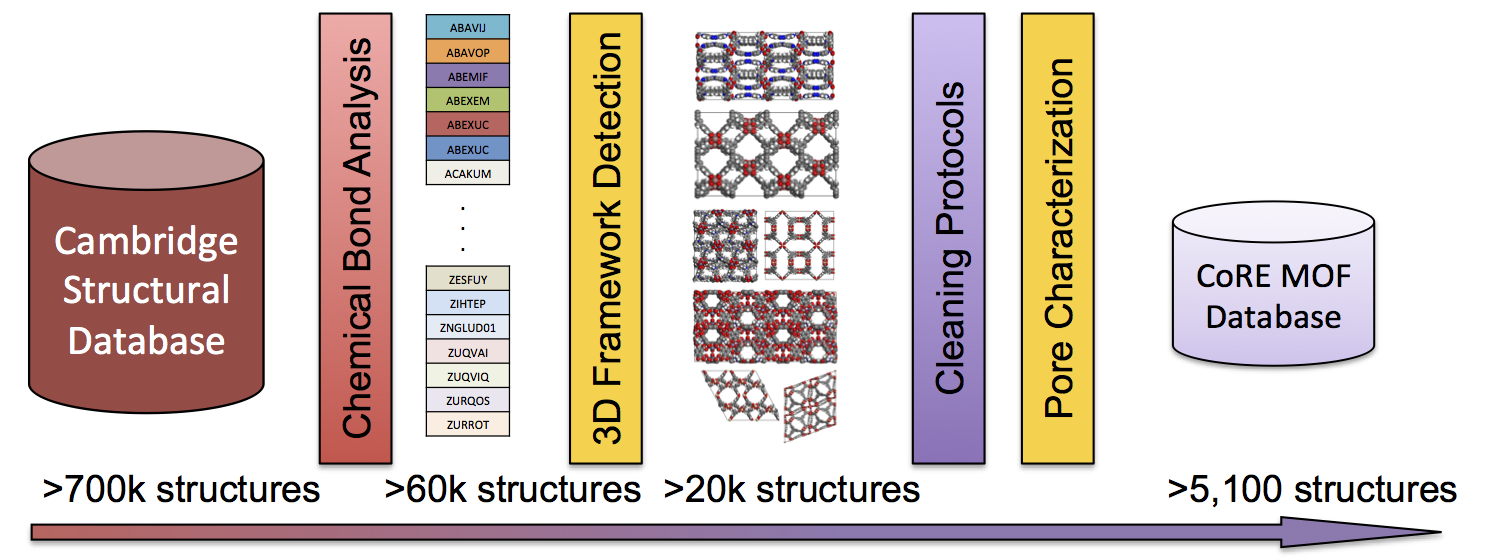 Cambridge
Structural
Database
Chemical Bond Analysis
ABAVIJ
ABAVOP
ABEMIF
ABEXEM
ABEXUC
ABEXUC
ACAKUM
.
.
.
ZESFUY
ZIHTEP
ZNGLUD01
ZUQVAI
ZUQVIQ
ZURQOS
ZURROT
3D Framework Detection
Cleaning Protocols
Pore Characterization
CoRE MOF
Database
>700k structures
>60k structures
>20k structures
>5,100 structures